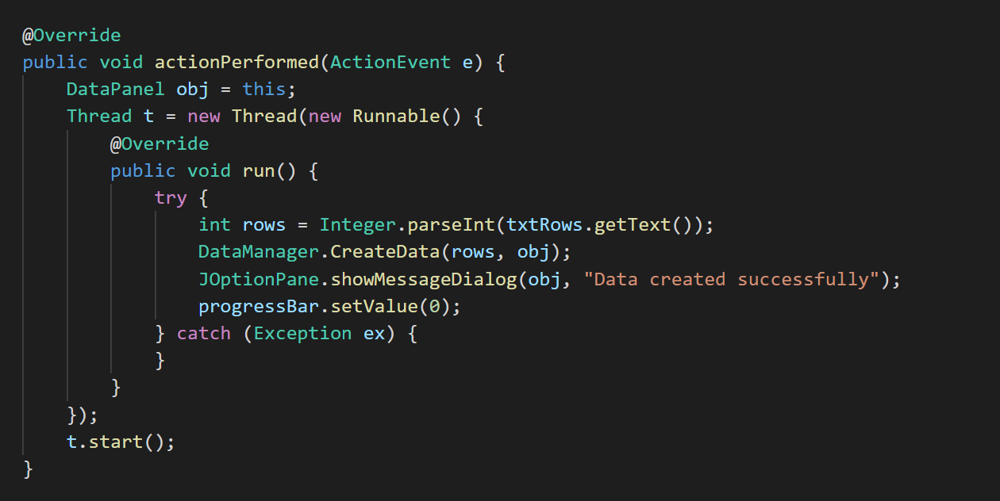 @Override
public void actionPerformed(ActionEvent e) {
    DataPanel obj = this;
    Thread t = new Thread(new Runnable() {
        @Override
        public void run() {
            try {
                int rows = Integer.parseInt(txtRows.getText());
                DataManager.CreateData(rows, obj);
                JOptionPane.showMessageDialog(obj, "Data created successfully");
                progressBar.setValue(0);
            } catch (Exception ex) {
            }
        }
    });
    t.start();
}